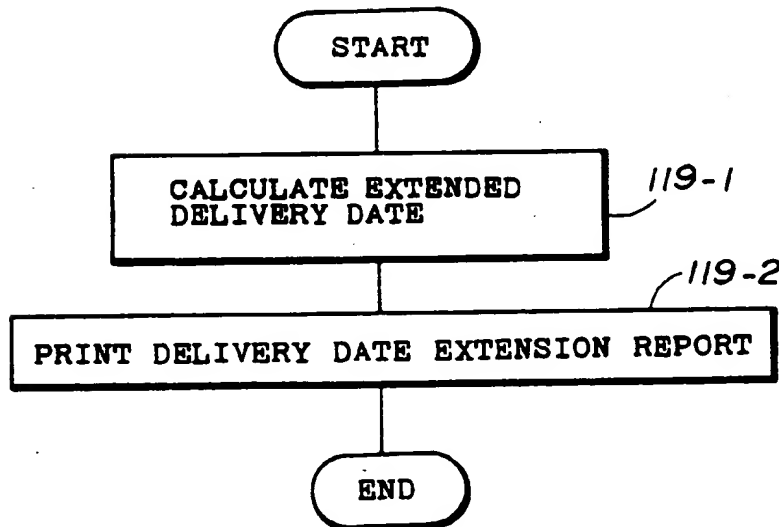 START
CALCULATE EXTENDED
DELIVERY DATE
119-1
119-2
PRINT DELIVERY DATE EXTENSION REPORT
END